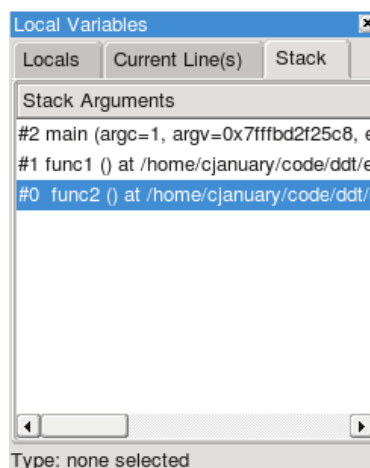 Local Variables
Locals Current Line(s) Stack
Stack Arguments
#2 main (argc=1, argv=0x7fffbd2f25c8, e
#1 func1 () at /home/cjanuary/code/ddt/e
#0 func2 () at /home/cjanuary/code/ddt/
Type: none selected